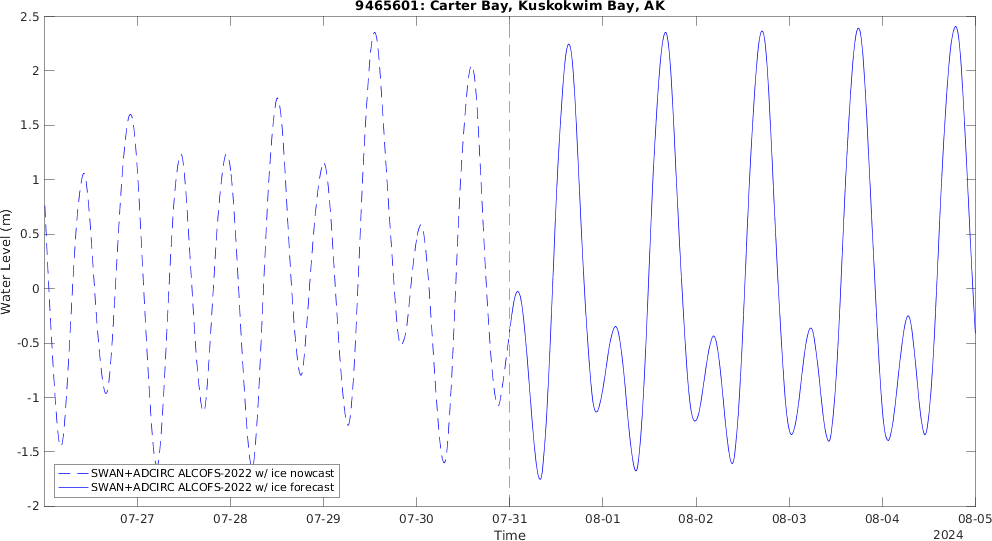 9465601: Carter Bay, Kuskokwim Bay, AK
2.5
2
1.5
1
0.5
0
-0.5
-1
-1.5
-2
Water Level (m)
SWAN+ADCIRC ALCOFS-2022 w/ ice nowcast
SWAN+ADCIRC ALCOFS-2022 w/ ice forecast
07-27 07-28 07-29 07-30 07-31 08-01 08-02 08-03 08-04 08-05
Time
2024